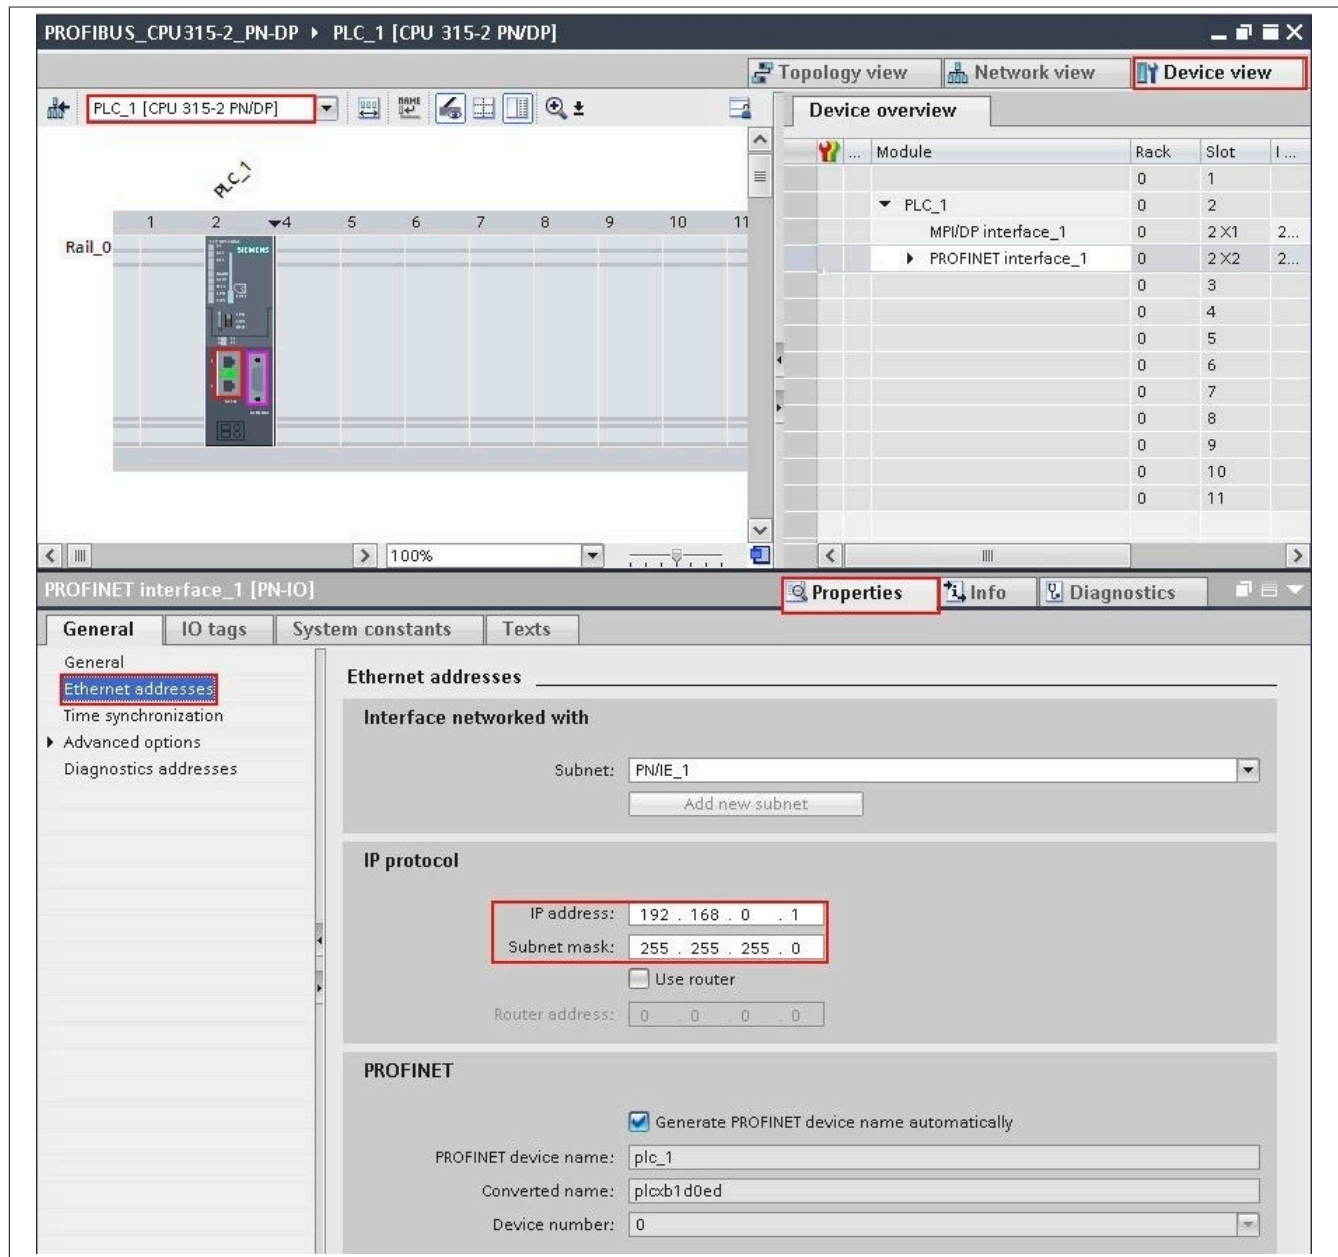 PROFIBUS_CPU315-2_PN-DP ▸ PLC_1 [CPU 315-2 PN/DP]
Topology view Network view Device view
PLC_1 [CPU 315-2 PN/DP]
Device overview
... Module Rack Slot I ...
0 1
PLC_1 0 2
MPI/DP interface_1 0 2 X1 2...
PROFINET interface_1 0 2 X2 2...
0 3
0 4
0 5
0 6
0 7
0 8
0 9
0 10
0 11
PLC_1
1 2 4 5 6 7 8 9 10 11
Rail_0
SIEMENS
100%
PROFINET interface_1 [PN-IO]
Properties Info Diagnostics
General IO tags System constants Texts
General
Ethernet addresses
Time synchronization
Advanced options
Diagnostics addresses
Ethernet addresses
Interface networked with
Subnet: PN/IE_1
Add new subnet
IP protocol
IP address: 192 . 168 . 0 . 1
Subnet mask: 255 . 255 . 255 . 0
Use router
Router address: 0 . 0 . 0 . 0
PROFINET
Generate PROFINET device name automatically
PROFINET device name: plc_1
Converted name: plcxb1d0ed
Device number: 0